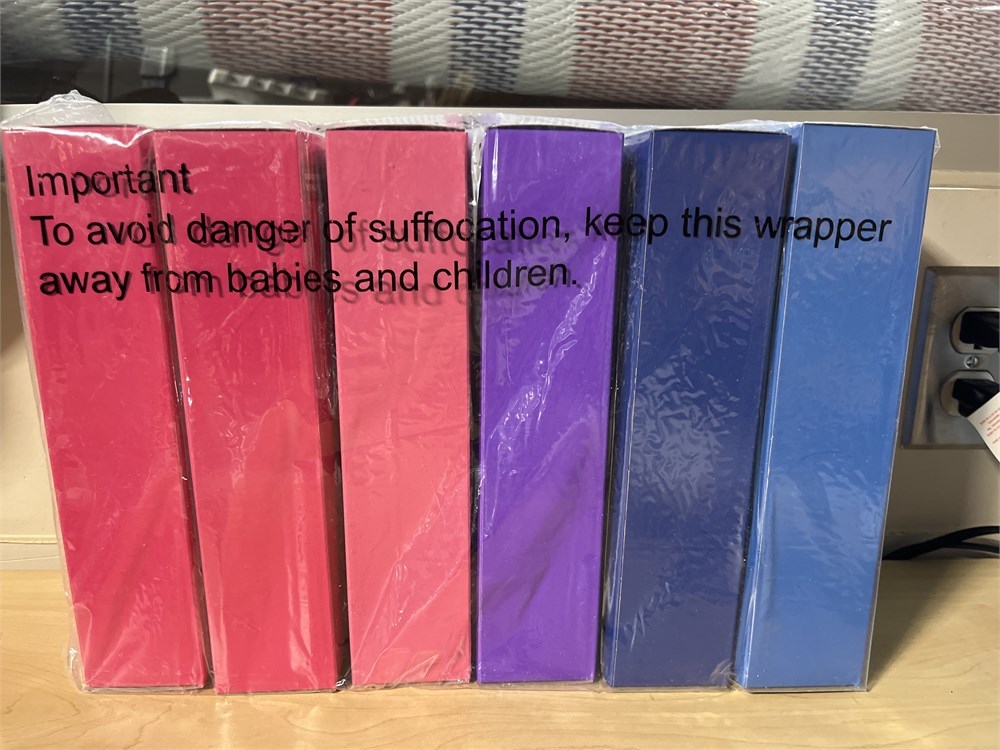 Important
To avoid danger of suffocation, keep this wrapper
away from babies and children.